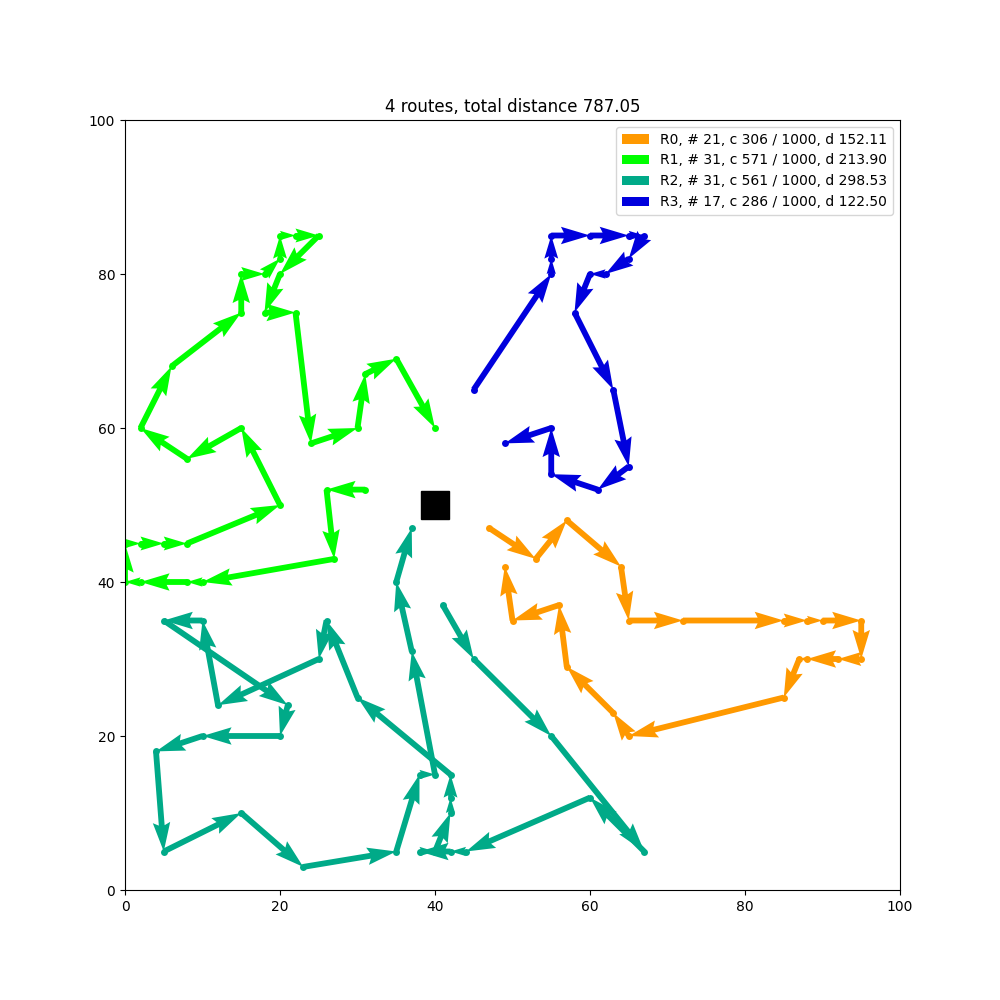 4 routes, total distance 787.05
R0, # 21, c 306 / 1000, d 152.11
R1, # 31, c 571 / 1000, d 213.90
R2, # 31, c 561 / 1000, d 298.53
R3, # 17, c 286 / 1000, d 122.50
100
80
60
40
20
0
0 20 40 60 80 100